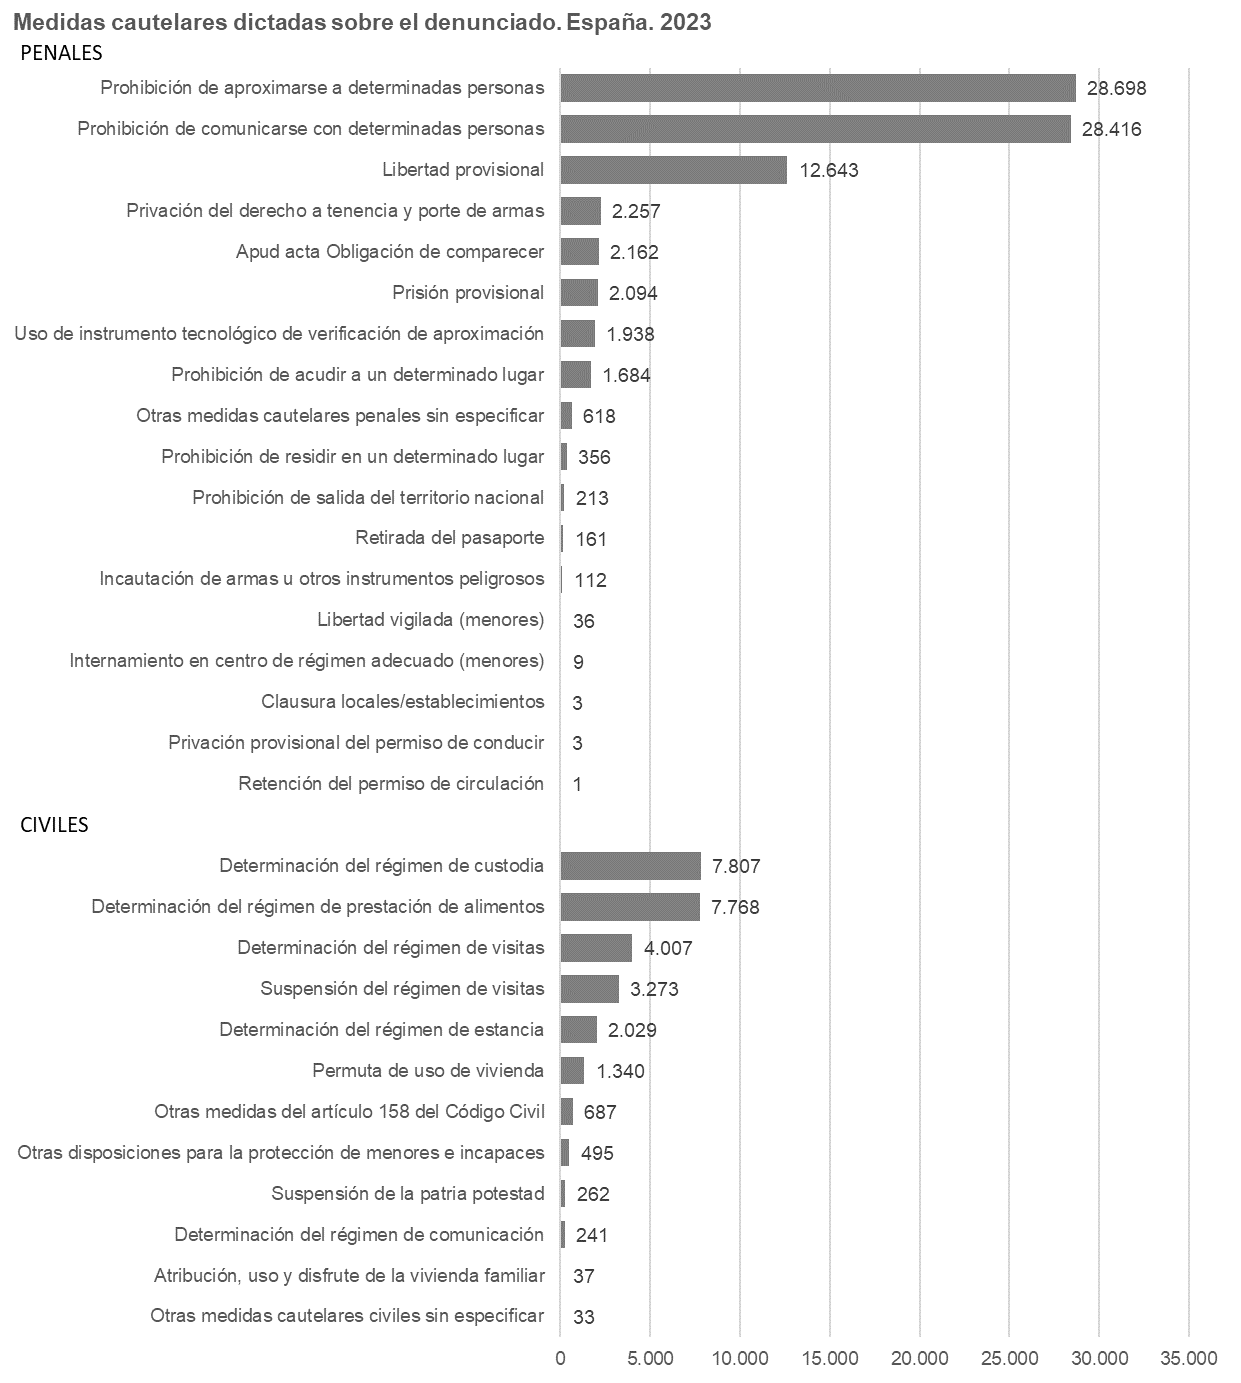 Medidas cautelares dictadas sobre el denunciado. España. 2023
PENALES
Prohibición de aproximarse a determinadas personas 28.698
Prohibición de comunicarse con determinadas personas 28.416
Libertad provisional 12.643
Privación del derecho a tenencia y porte de armas 2.257
Apud acta Obligación de comparecer 2.162
Prisión provisional 2.094
Uso de instrumento tecnológico de verificación de aproximación 1.938
Prohibición de acudir a un determinado lugar 1.684
Otras medidas cautelares penales sin especificar 618
Prohibición de residir en un determinado lugar 356
Prohibición de salida del territorio nacional 213
Retirada del pasaporte 161
Incautación de armas u otros instrumentos peligrosos 112
Libertad vigilada (menores) 36
Internamiento en centro de régimen adecuado (menores) 9
Clausura locales/establecimientos 3
Privación provisional del permiso de conducir 3
Retención del permiso de circulación 1
CIVILES
Determinación del régimen de custodia 7.807
Determinación del régimen de prestación de alimentos 7.768
Determinación del régimen de visitas 4.007
Suspensión del régimen de visitas 3.273
Determinación del régimen de estancia 2.029
Permuta de uso de vivienda 1.340
Otras medidas del artículo 158 del Código Civil 687
Otras disposiciones para la protección de menores e incapaces 495
Suspensión de la patria potestad 262
Determinación del régimen de comunicación 241
Atribución, uso y disfrute de la vivienda familiar 37
Otras medidas cautelares civiles sin especificar 33
0 5.000 10.000 15.000 20.000 25.000 30.000 35.000